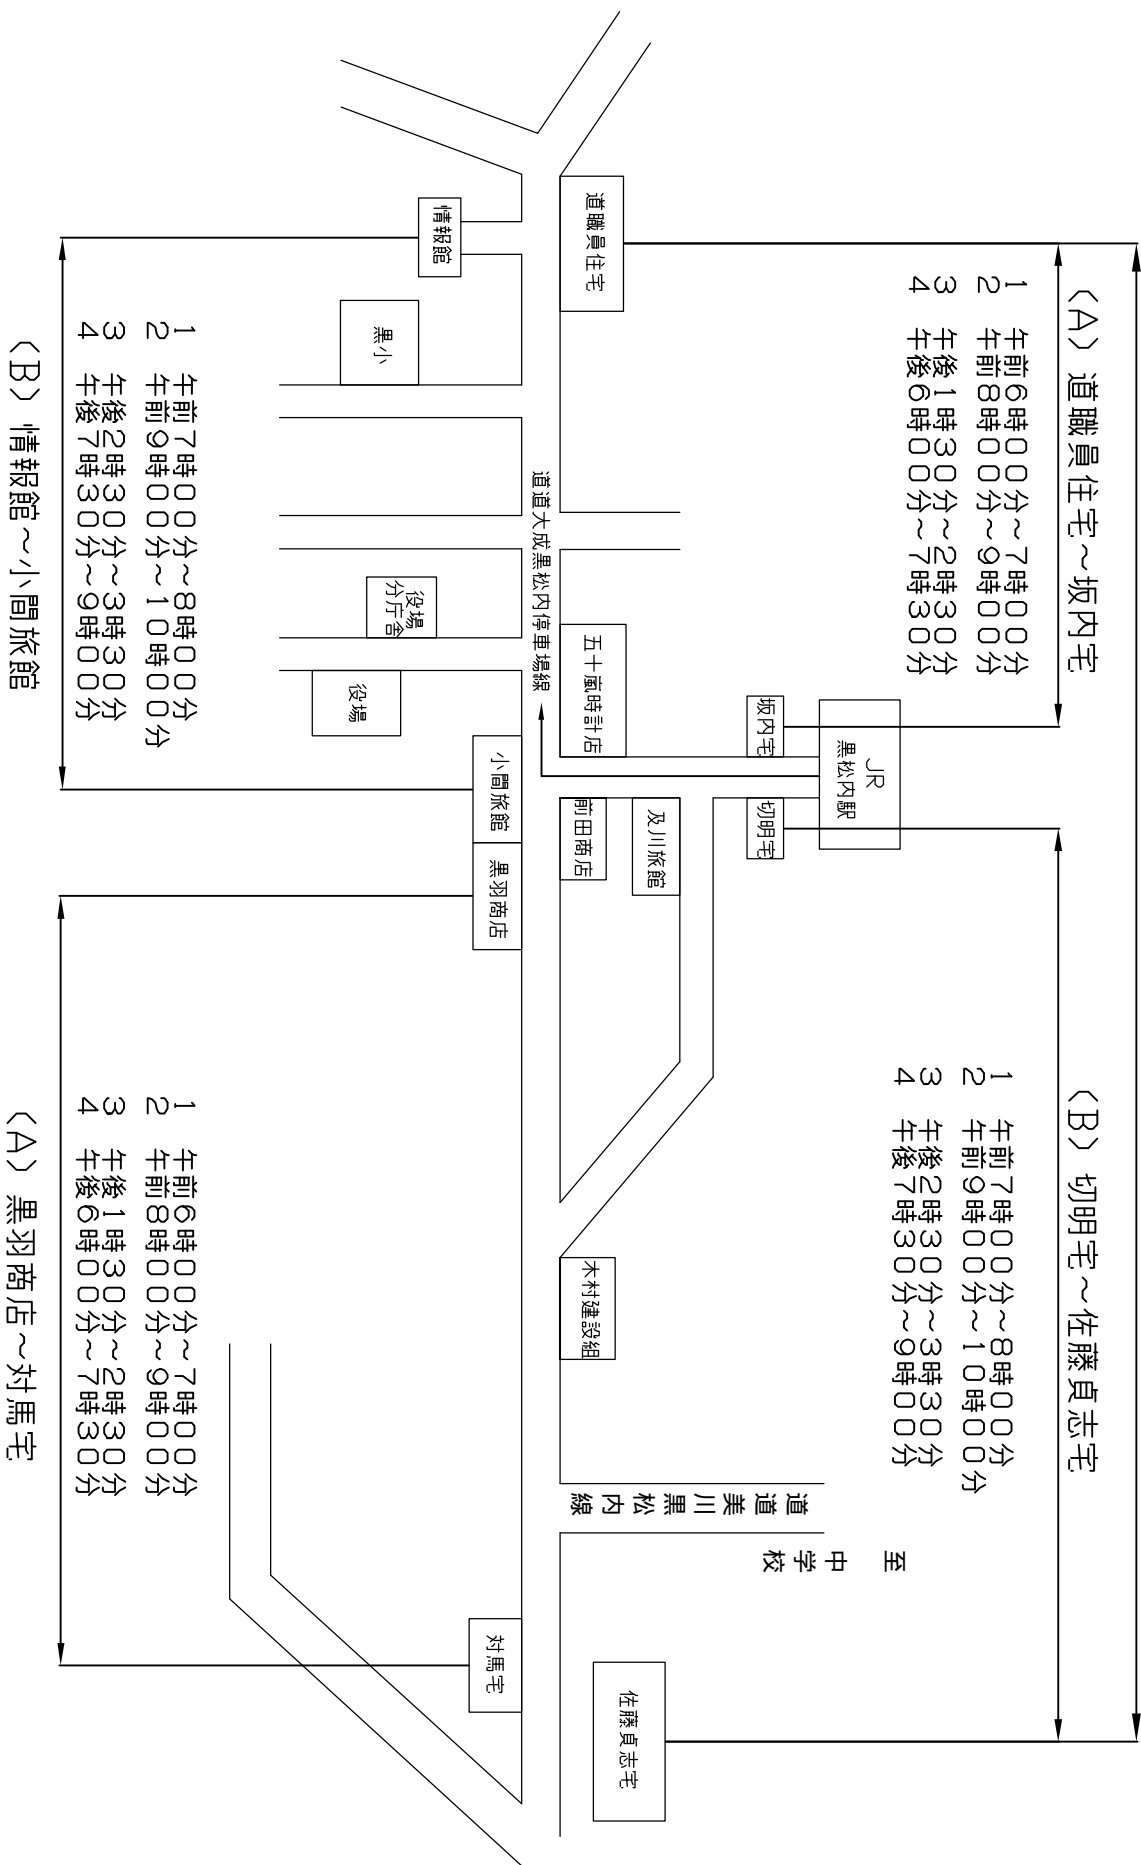 (A) 道職員住宅～坂内宅
1 午前6時00分～7時00分
2 午前8時00分～9時00分
3 午後1時30分～2時30分
4 午後6時00分～7時30分
(B) 切明宅～佐藤貞志宅
1 午前7時00分～8時00分
2 午前9時00分～10時00分
3 午後2時30分～3時30分
4 午後7時30分～9時00分
JR
黒松内駅
坂内宅
切明宅
道職員住宅
五十嵐時計店
前田商店
及川旅館
木村建設組
道道美川黒松内線
至 中学校
佐藤貞志宅
道道大成黒松内停車場線
情報館
黒小
役場
分庁舎
役場
小間旅館
黒羽商店
対馬宅
1 午前7時00分～8時00分
2 午前9時00分～10時00分
3 午後2時30分～3時30分
4 午後7時30分～9時00分
(B) 情報館～小間旅館
1 午前6時00分～7時00分
2 午前8時00分～9時00分
3 午後1時30分～2時30分
4 午後6時00分～7時30分
(A) 黒羽商店～対馬宅